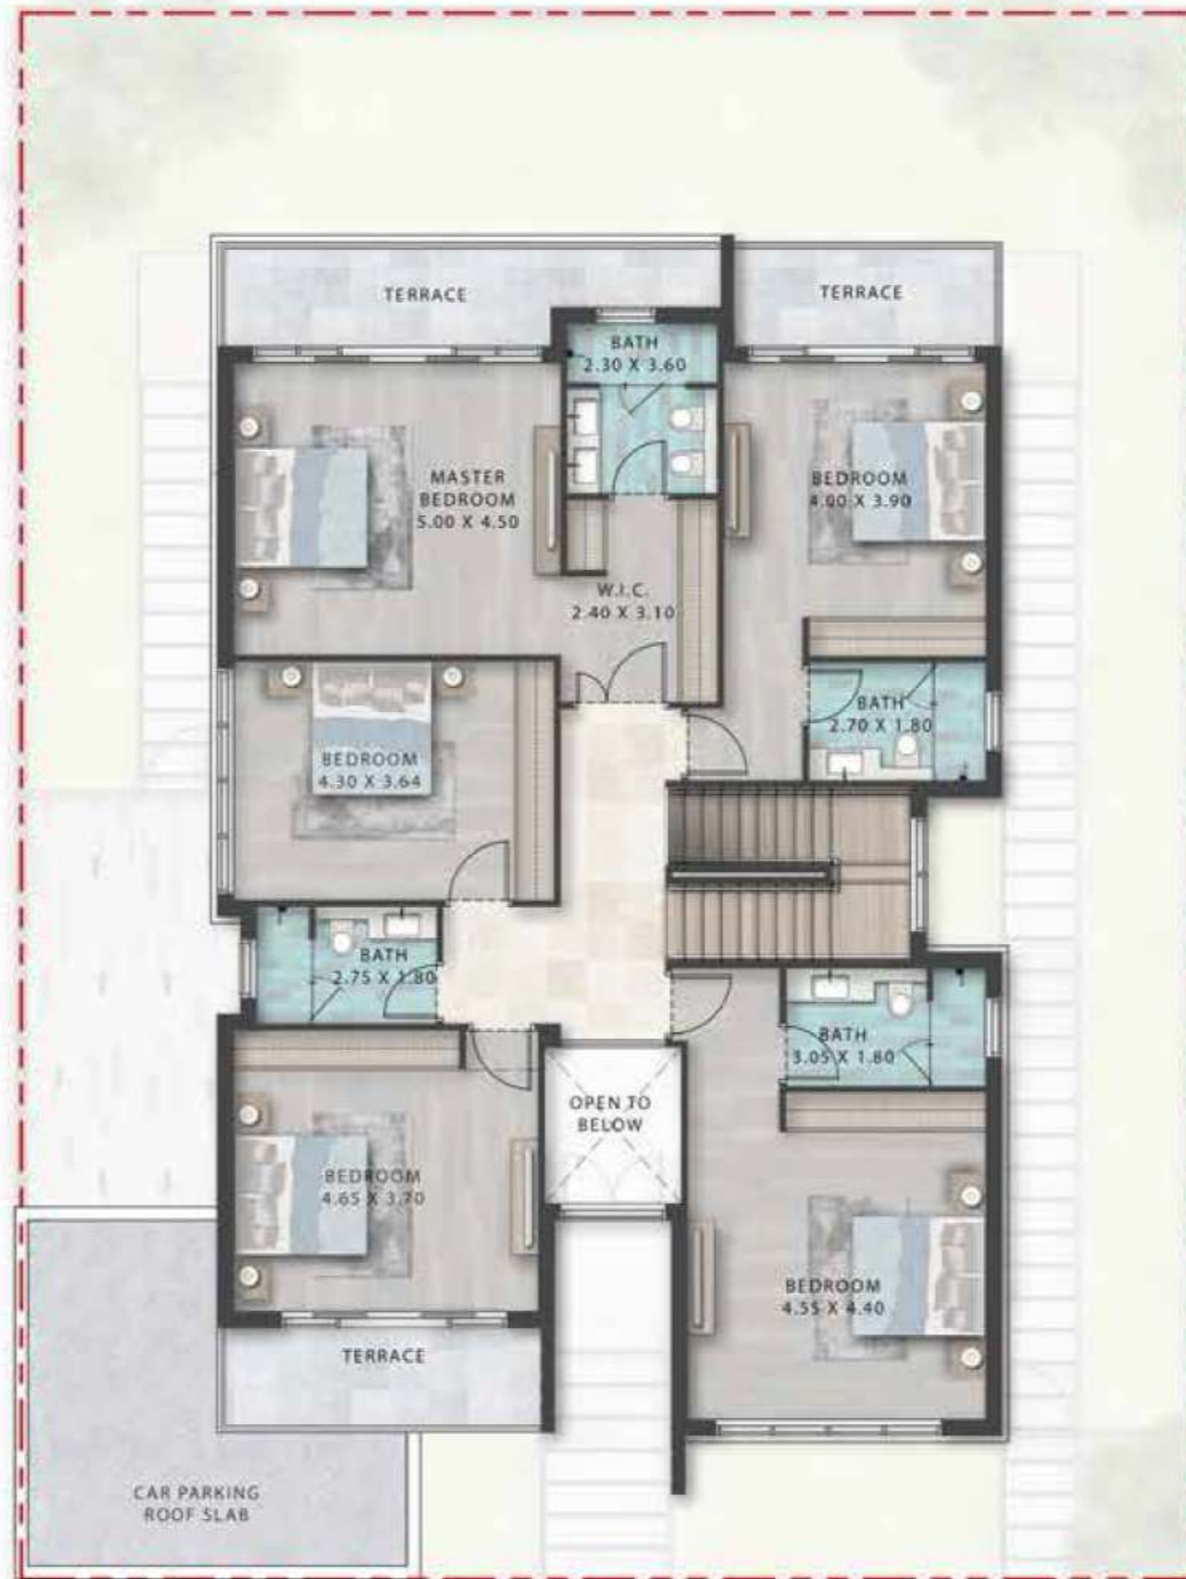 TERRACE
TERRACE
BATH
2.30 X 3.60
MASTER
BEDROOM
5.00 X 4.50
BEDROOM
4.00 X 3.90
W.I.C.
2.40 X 3.10
BATH
2.70 X 1.80
BEDROOM
4.30 X 3.64
BATH
2.75 X 1.80
BATH
3.05 X 1.80
OPEN TO
BELOW
BEDROOM
4.65 X 3.70
BEDROOM
4.55 X 4.40
TERRACE
CAR PARKING
ROOF SLAB